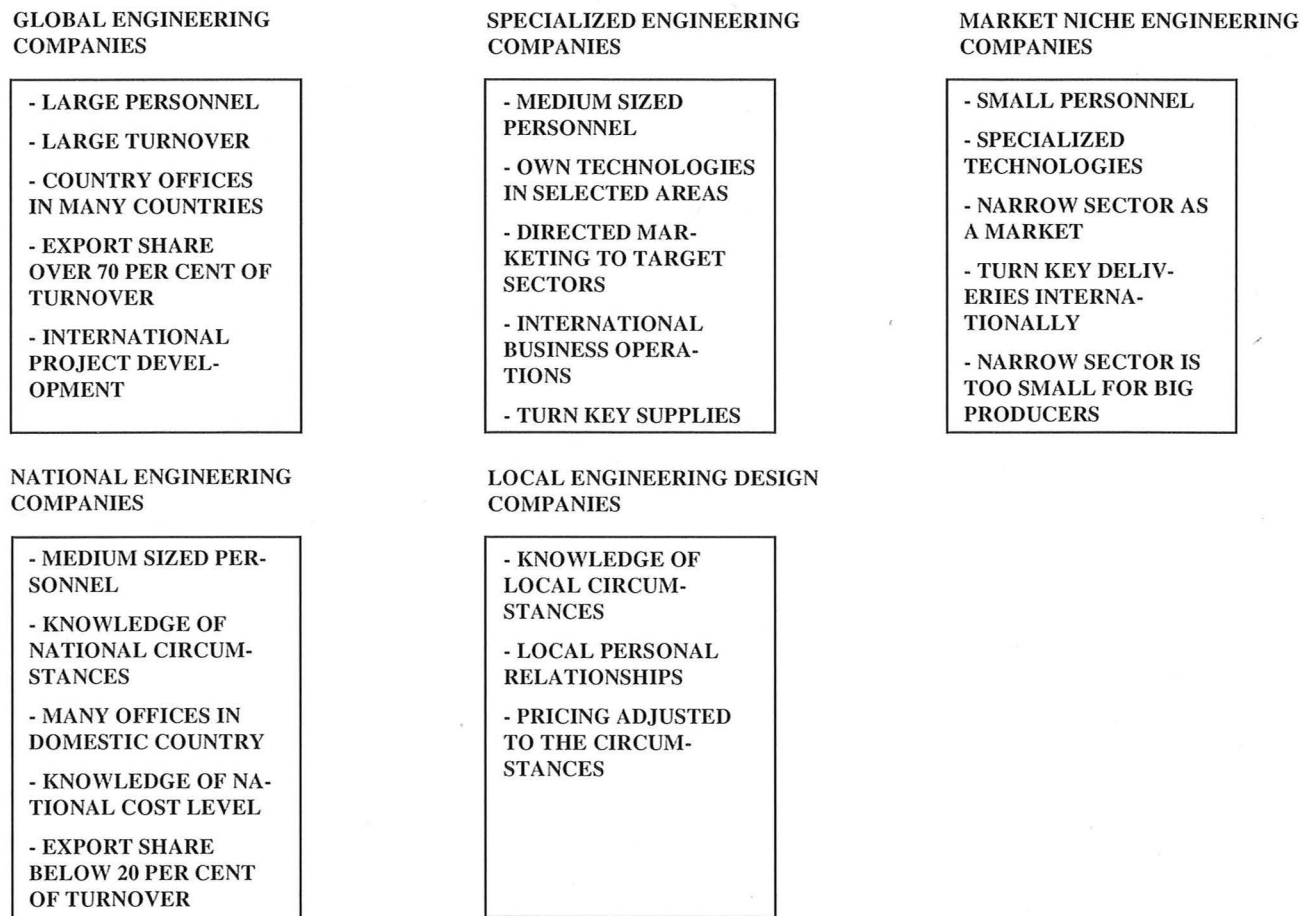 GLOBAL ENGINEERING
COMPANIES
- LARGE PERSONNEL
- LARGE TURNOVER
- COUNTRY OFFICES
IN MANY COUNTRIES
- EXPORT SHARE
OVER 70 PER CENT OF
TURNOVER
- INTERNATIONAL
PROJECT DEVEL-
OPMENT
SPECIALIZED ENGINEERING
COMPANIES
- MEDIUM SIZED
PERSONNEL
- OWN TECHNOLOGIES
IN SELECTED AREAS
- DIRECTED MAR-
KETING TO TARGET
SECTORS
- INTERNATIONAL
BUSINESS OPERA-
TIONS
- TURN KEY SUPPLIES
MARKET NICHE ENGINEERING
COMPANIES
- SMALL PERSONNEL
- SPECIALIZED
TECHNOLOGIES
- NARROW SECTOR AS
A MARKET
- TURN KEY DELIV-
ERIES INTERNA-
TIONALLY
- NARROW SECTOR IS
TOO SMALL FOR BIG
PRODUCERS
NATIONAL ENGINEERING
COMPANIES
- MEDIUM SIZED PER-
SONNEL
- KNOWLEDGE OF
NATIONAL CIRCUM-
STANCES
- MANY OFFICES IN
DOMESTIC COUNTRY
- KNOWLEDGE OF NA-
TIONAL COST LEVEL
- EXPORT SHARE
BELOW 20 PER CENT
OF TURNOVER
LOCAL ENGINEERING DESIGN
COMPANIES
- KNOWLEDGE OF
LOCAL CIRCUM-
STANCES
- LOCAL PERSONAL
RELATIONSHIPS
- PRICING ADJUSTED
TO THE CIRCUM-
STANCES